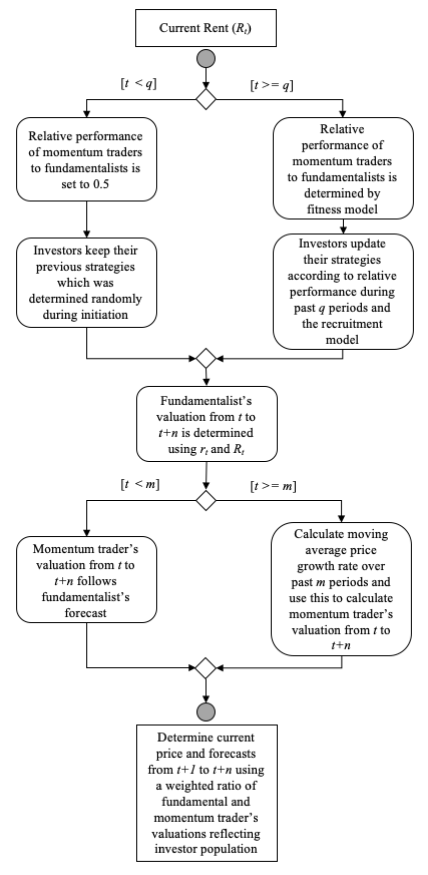 Current Rent (Rt)
[t < q]
[t >= q]
Relative performance
of momentum traders
to fundamentalists is
set to 0.5
Relative
performance of
momentum traders
to fundamentalists is
determined by
fitness model
Investors keep their
previous strategies
which was
determined randomly
during initiation
Investors update
their strategies
according to relative
performance during
past q periods and
the recruitment
model
Fundamentalist's
valuation from t to
t+n is determined
using rt and Rt
[t < m]
[t >= m]
Momentum trader's
valuation from t to
t+n follows
fundamentalist's
forecast
Calculate moving
average price
growth rate over
past m periods and
use this to calculate
momentum trader's
valuation from t to
t+n
Determine current
price and forecasts
from t+1 to t+n using
a weighted ratio of
fundamental and
momentum trader's
valuations reflecting
investor population